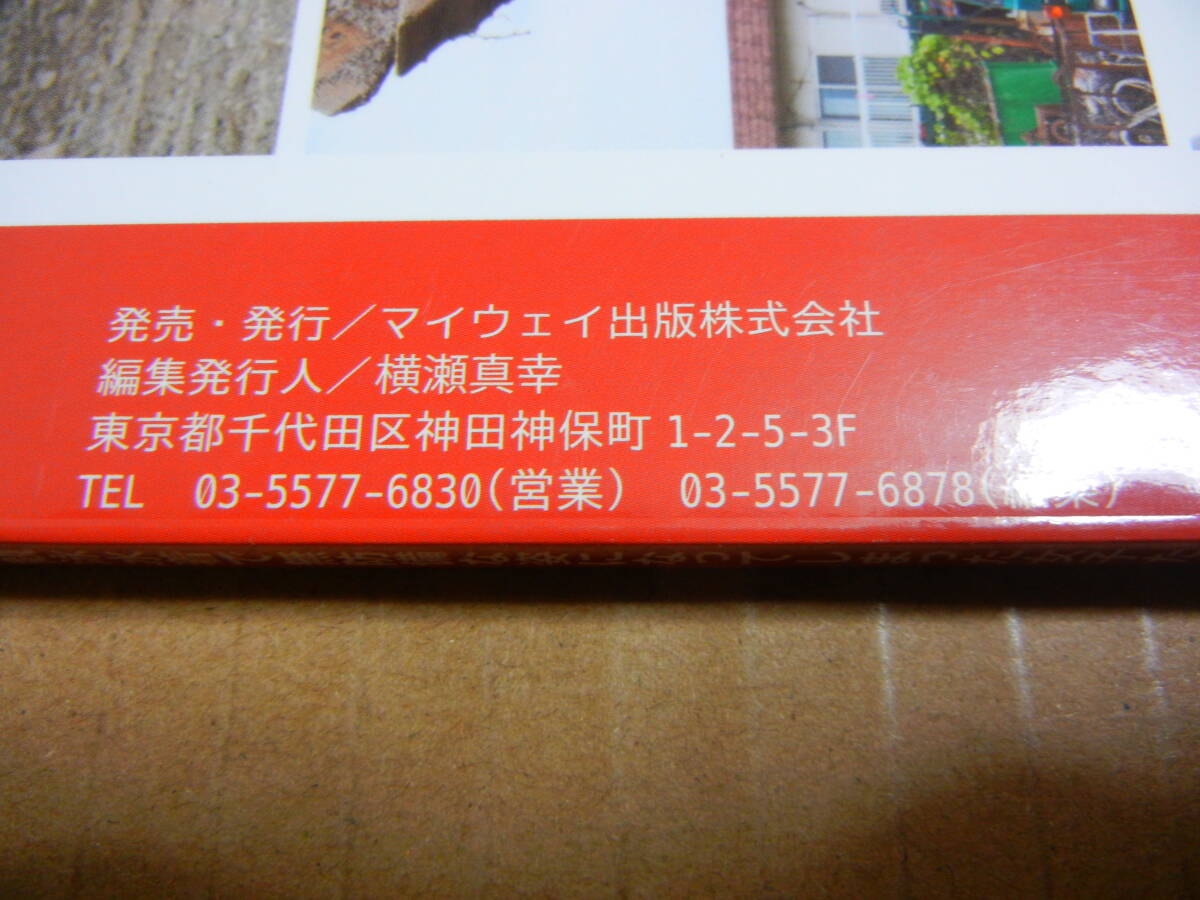 発売・発行／マイウェイ出版株式会社
編集発行人／横瀬真幸
東京都千代田区神田神保町1-2-5-3F
TEL 03-5577-6830(営業) 03-5577-6878(編集)